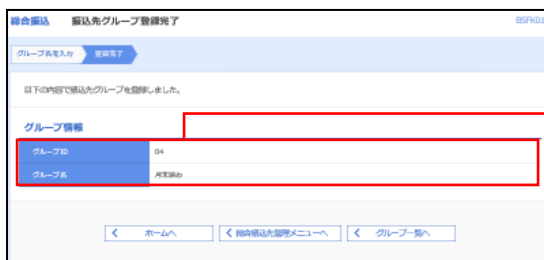 総合振込 振込先グループ登録完了 BSFK01
グループ名を入力 登録完了
以下の内容で振込先グループを登録しました。
グループ情報
グループID 04
グループ名 月末締め
ホームへ 総合振込先管理メニューへ グループ一覧へ